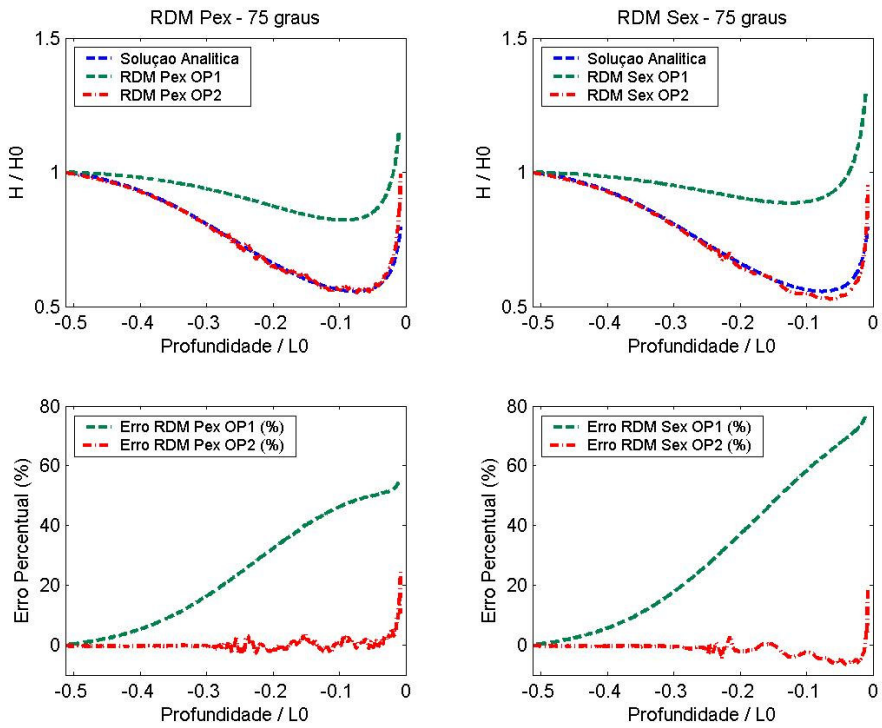 RDM Pex - 75 graus
1.5
1
0.5
H / H0
Soluçao Analitica
RDM Pex OP1
RDM Pex OP2
-0.5 -0.4 -0.3 -0.2 -0.1 0
Profundidade / L0
RDM Sex - 75 graus
1.5
1
0.5
H / H0
Soluçao Analitica
RDM Sex OP1
RDM Sex OP2
-0.5 -0.4 -0.3 -0.2 -0.1 0
Profundidade / L0
80
60
40
20
0
Erro Percentual (%)
Erro RDM Pex OP1 (%)
Erro RDM Pex OP2 (%)
-0.5 -0.4 -0.3 -0.2 -0.1 0
Profundidade / L0
80
60
40
20
0
Erro Percentual (%)
Erro RDM Sex OP1 (%)
Erro RDM Sex OP2 (%)
-0.5 -0.4 -0.3 -0.2 -0.1 0
Profundidade / L0